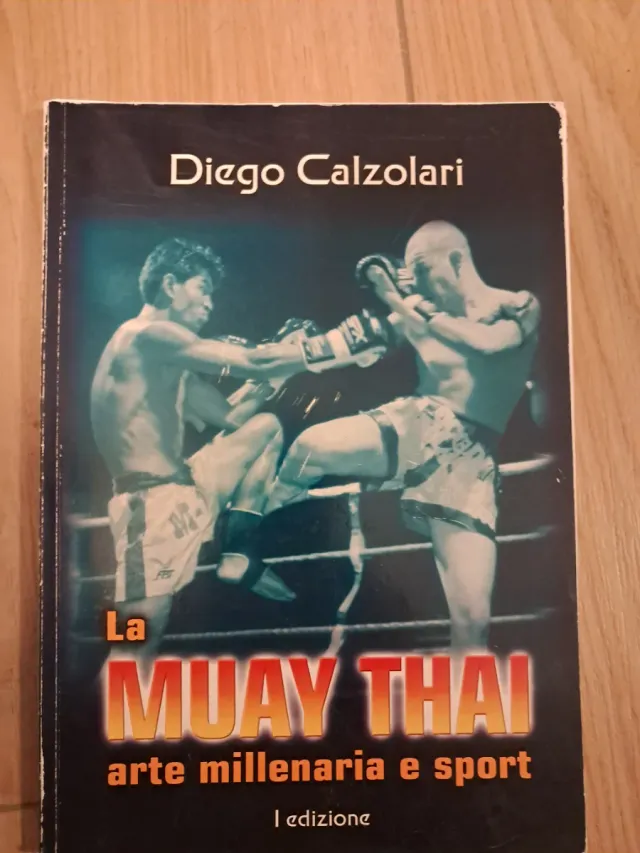 Diego Calzolari
La
MUAY THAI
arte millenaria e sport
I edizione